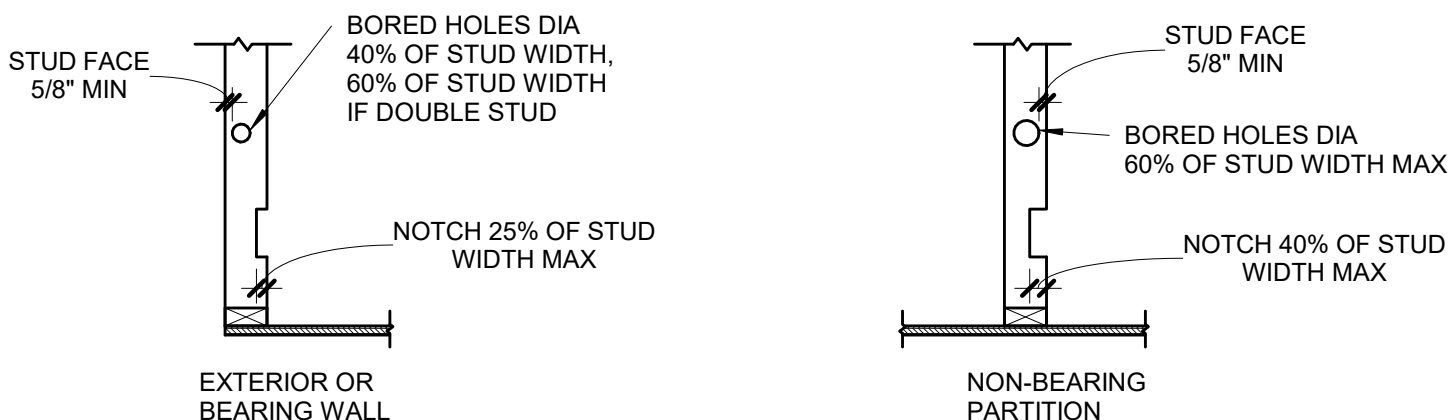 BORED HOLES DIA
40% OF STUD WIDTH,
60% OF STUD WIDTH
IF DOUBLE STUD
STUD FACE
5/8" MIN
NOTCH 25% OF STUD
WIDTH MAX
EXTERIOR OR
BEARING WALL
STUD FACE
5/8" MIN
BORED HOLES DIA
60% OF STUD WIDTH MAX
NOTCH 40% OF STUD
WIDTH MAX
NON-BEARING
PARTITION